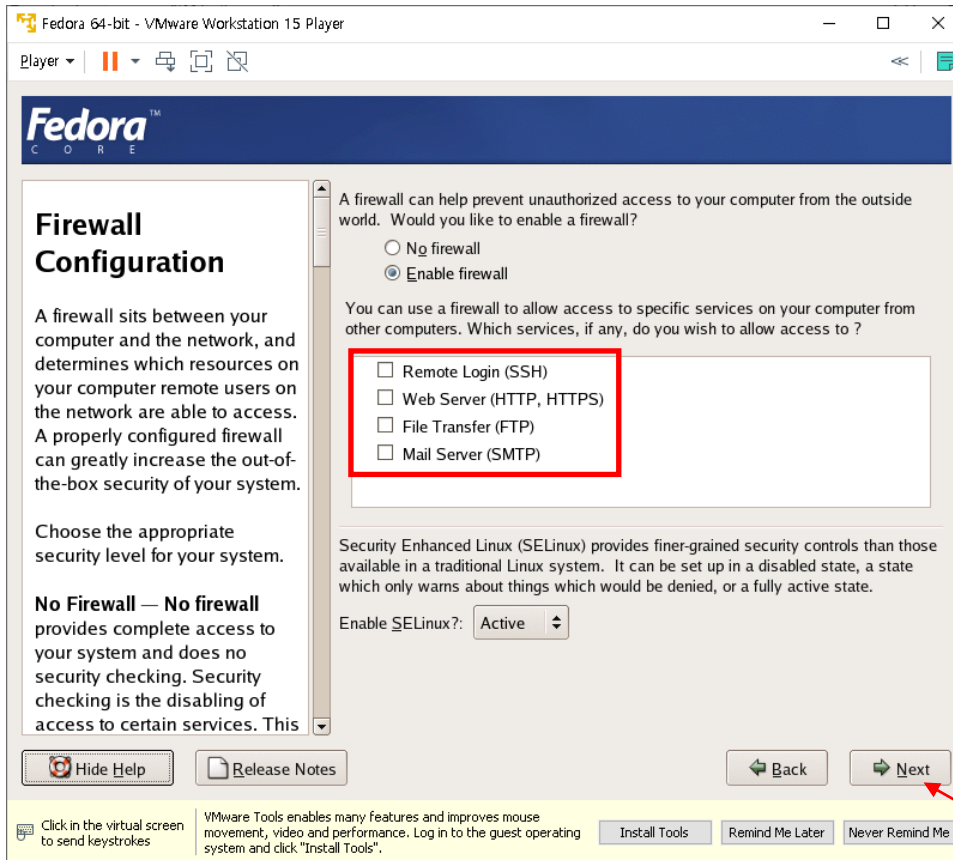 Fedora 64-bit - VMware Workstation 15 Player
Player
Fedora™
CORE
Firewall
Configuration
A firewall sits between your
computer and the network, and
determines which resources on
your computer remote users on
the network are able to access.
A properly configured firewall
can greatly increase the out-of-
the-box security of your system.
Choose the appropriate
security level for your system.
No Firewall — No firewall
provides complete access to
your system and does no
security checking. Security
checking is the disabling of
access to certain services. This
A firewall can help prevent unauthorized access to your computer from the outside
world. Would you like to enable a firewall?
No firewall
Enable firewall
You can use a firewall to allow access to specific services on your computer from
other computers. Which services, if any, do you wish to allow access to ?
Remote Login (SSH)
Web Server (HTTP, HTTPS)
File Transfer (FTP)
Mail Server (SMTP)
Security Enhanced Linux (SELinux) provides finer-grained security controls than those
available in a traditional Linux system. It can be set up in a disabled state, a state
which only warns about things which would be denied, or a fully active state.
Enable SELinux?: Active
Hide Help
Release Notes
Back
Next
Click in the virtual screen
to send keystrokes
VMware Tools enables many features and improves mouse
movement, video and performance. Log in to the guest operating
system and click "Install Tools".
Install Tools
Remind Me Later
Never Remind Me